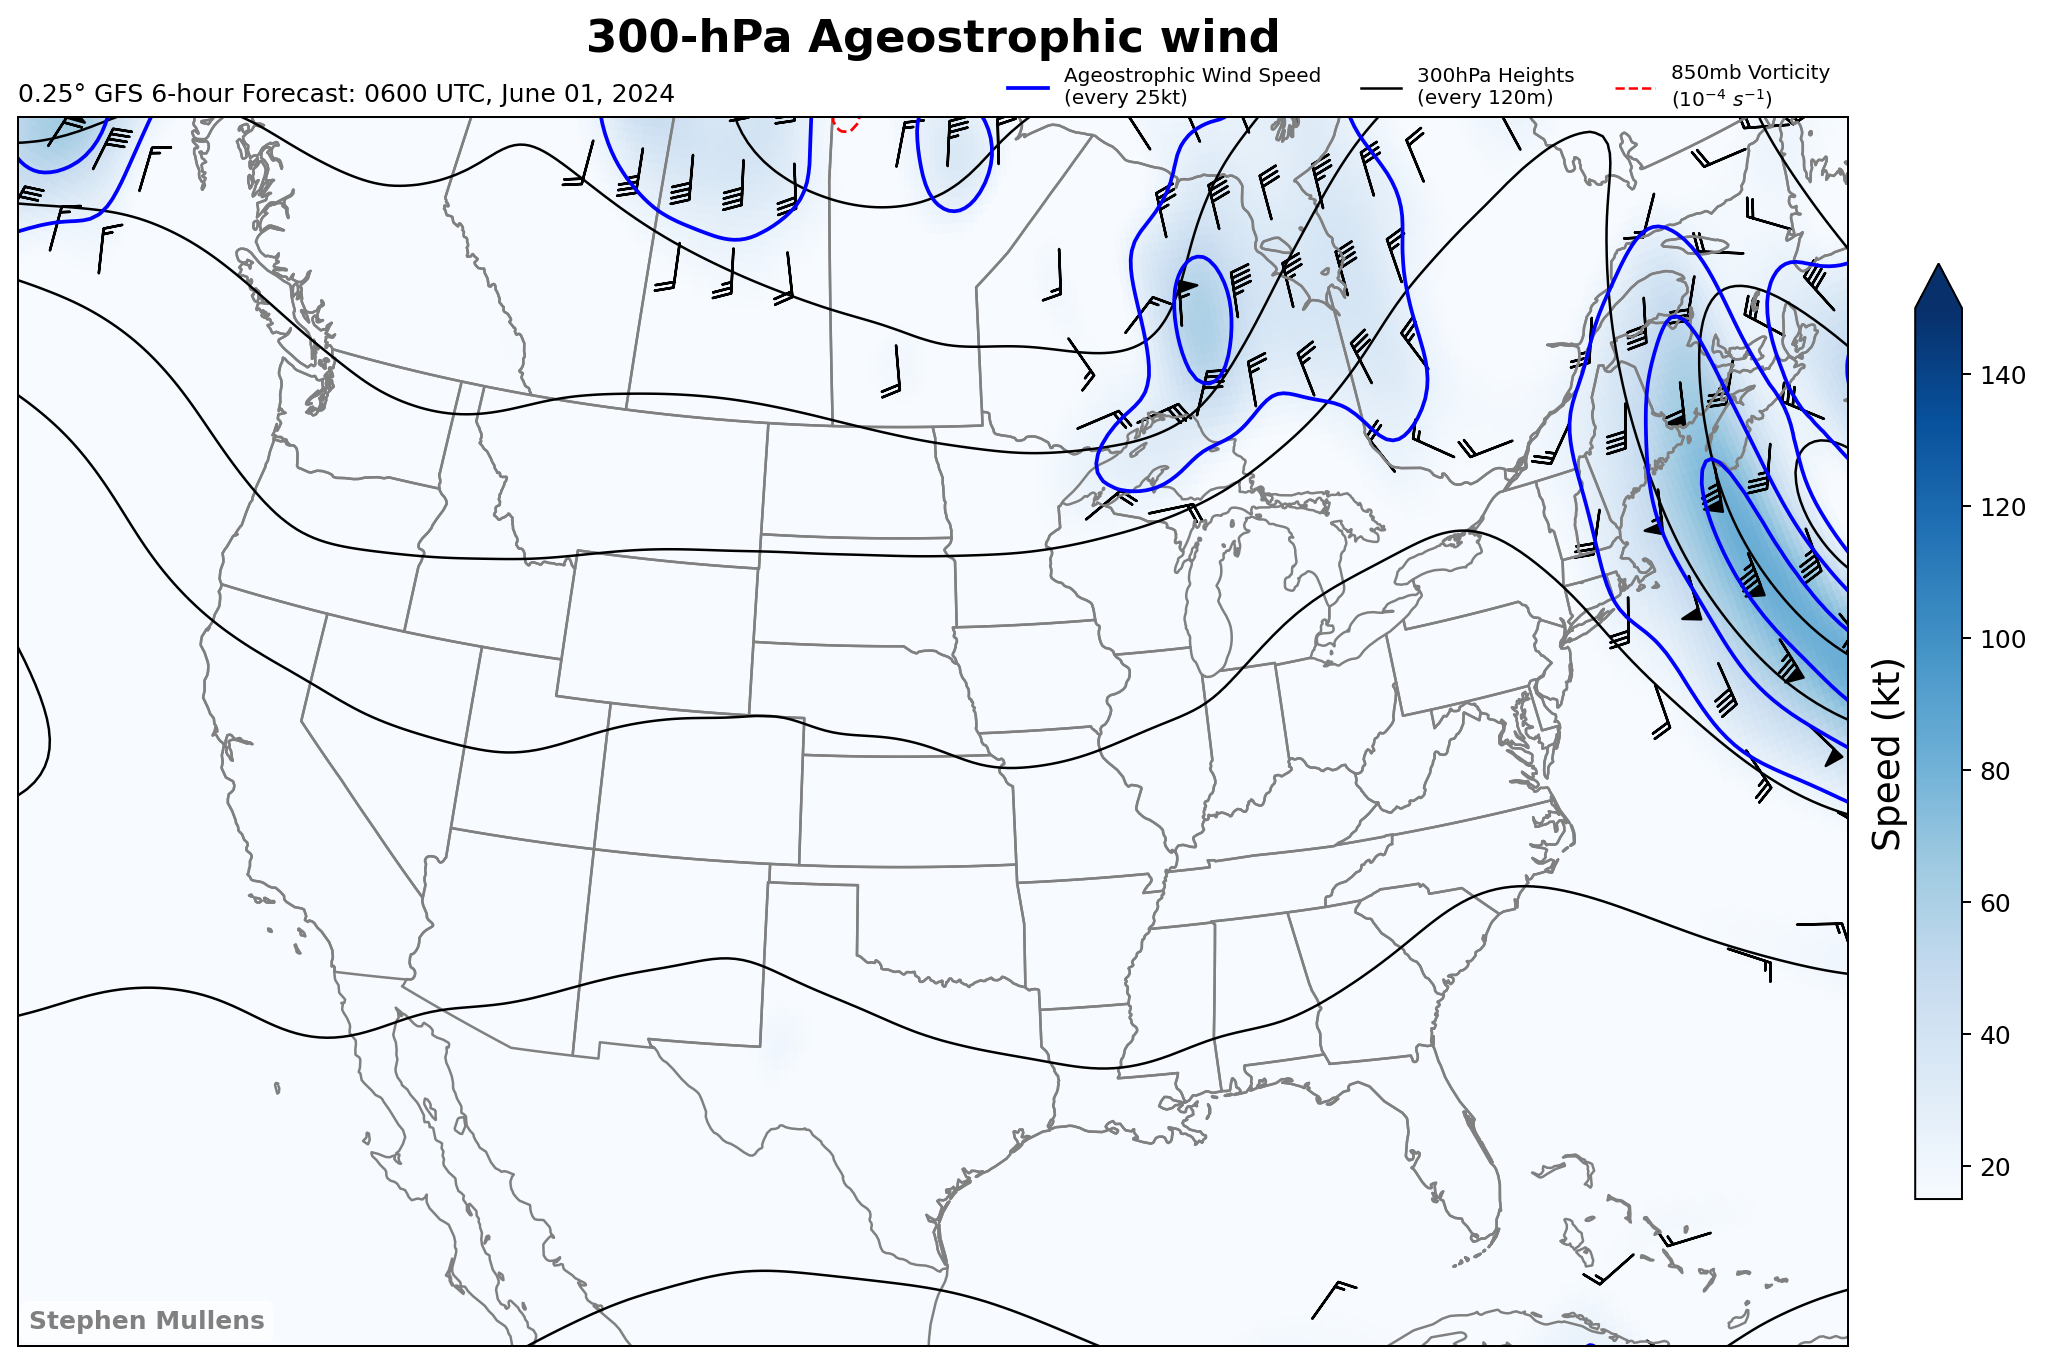 300-hPa Ageostrophic wind
0.25° GFS 6-hour Forecast: 0600 UTC, June 01, 2024
Ageostrophic Wind Speed
(every 25kt)
300hPa Heights
(every 120m)
850mb Vorticity
(10⁻⁴ s⁻¹)
140
120
100
80
60
40
20
Speed (kt)
Stephen Mullens